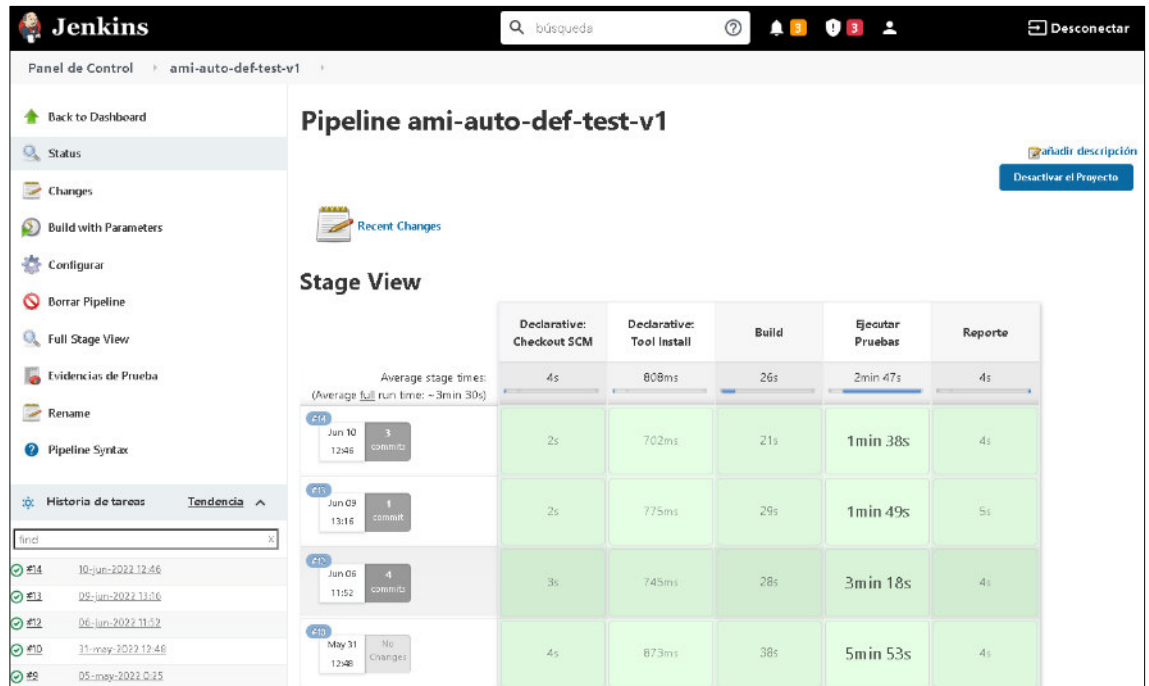 Jenkins
búsqueda
3
3
Desconectar
Panel de Control
ami-auto-def-test-v1
Back to Dashboard
Status
Changes
Build with Parameters
Configurar
Borrar Pipeline
Full Stage View
Evidencias de Prueba
Rename
Pipeline Syntax
Historia de tareas
Tendencia
find
x
#14 10-jun-2022 12:46
#13 09-jun-2022 13:16
#12 06-jun-2022 11:52
#10 31-may-2022 12:48
#9 05-may-2022 0:25
Pipeline ami-auto-def-test-v1
añadir descripción
Desactivar el Proyecto
Recent Changes
Stage View
Declarative:
Checkout SCM
Declarative:
Tool Install
Build
Ejecutar
Pruebas
Reporte
Average stage times:
(Average full run time: ~3min 30s)
4s
808ms
26s
2min 47s
4s
#14
Jun 10
12:46
3
commits
2s
702ms
21s
1min 38s
4s
#13
Jun 09
13:16
1
commit
2s
775ms
29s
1min 49s
5s
#12
Jun 06
11:52
4
commits
3s
745ms
28s
3min 18s
4s
#10
May 31
12:48
No
Changes
4s
873ms
38s
5min 53s
4s